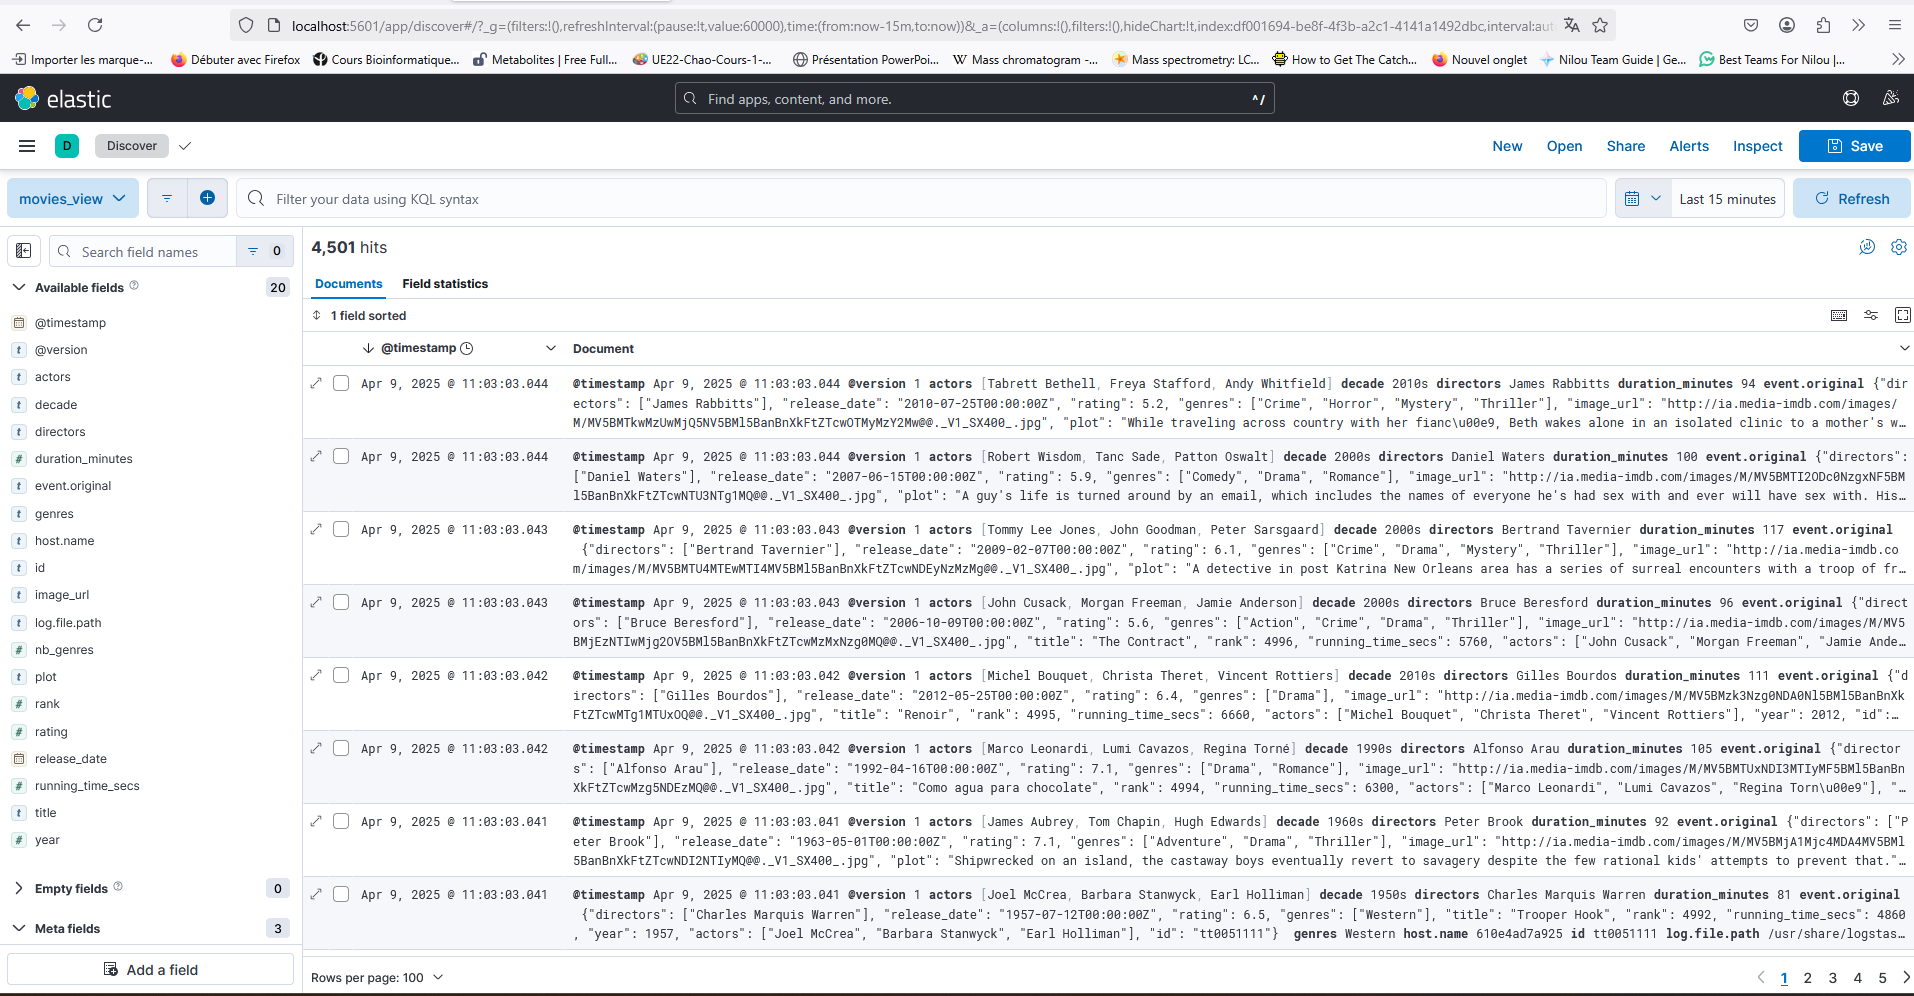 localhost:5601/app/discover#/?_g=(filters:!(),refreshInterval:(pause:!t,value:60000),time:(from:now-15m,to:now))&_a=(columns:!(),filters:!(),hideChart:!t,index:df001694-be8f-4f3b-a2c1-4141a1492dbc,interval:aut
Importer les marque-... Débuter avec Firefox Cours Bioinformatique... Metabolites | Free Full... UE22-Chao-Cours-1-... Présentation PowerPoi... Mass chromatogram -... Mass spectrometry: LC... How to Get The Catch... Nouvel onglet Nilou Team Guide | Ge... Best Teams For Nilou |...
elastic Find apps, content, and more. ^/
D Discover New Open Share Alerts Inspect Save
movies_view Filter your data using KQL syntax Last 15 minutes Refresh
Search field names 0
Available fields 20
@timestamp
@version
actors
decade
directors
duration_minutes
event.original
genres
host.name
id
image_url
log.file.path
nb_genres
plot
rank
rating
release_date
running_time_secs
title
year
Empty fields 0
Meta fields 3
Add a field
4,501 hits
Documents Field statistics
1 field sorted
@timestamp Document
Apr 9, 2025 @ 11:03:03.044 @timestamp Apr 9, 2025 @ 11:03:03.044 @version 1 actors [Tabrett Bethell, Freya Stafford, Andy Whitfield] decade 2010s directors James Rabbitts duration_minutes 94 event.original {"dir
ectors": ["James Rabbitts"], "release_date": "2010-07-25T00:00:00Z", "rating": 5.2, "genres": ["Crime", "Horror", "Mystery", "Thriller"], "image_url": "http://ia.media-imdb.com/images/
M/MV5BMTkwMzUwMjQ5NV5BMl5BanBnXkFtZTcwOTMyMzY2Mw@@._V1_SX400_.jpg", "plot": "While traveling across country with her fianc\u00e9, Beth wakes alone in an isolated clinic to a mother's w…
Apr 9, 2025 @ 11:03:03.044 @timestamp Apr 9, 2025 @ 11:03:03.044 @version 1 actors [Robert Wisdom, Tanc Sade, Patton Oswalt] decade 2000s directors Daniel Waters duration_minutes 100 event.original {"directors":
["Daniel Waters"], "release_date": "2007-06-15T00:00:00Z", "rating": 5.9, "genres": ["Comedy", "Drama", "Romance"], "image_url": "http://ia.media-imdb.com/images/M/MV5BMTI2ODc0NzgxNF5BM
l5BanBnXkFtZTcwNTU3NTg1MQ@@._V1_SX400_.jpg", "plot": "A guy's life is turned around by an email, which includes the names of everyone he's had sex with and ever will have sex with. His…
Apr 9, 2025 @ 11:03:03.043 @timestamp Apr 9, 2025 @ 11:03:03.043 @version 1 actors [Tommy Lee Jones, John Goodman, Peter Sarsgaard] decade 2000s directors Bertrand Tavernier duration_minutes 117 event.original
{"directors": ["Bertrand Tavernier"], "release_date": "2009-02-07T00:00:00Z", "rating": 6.1, "genres": ["Crime", "Drama", "Mystery", "Thriller"], "image_url": "http://ia.media-imdb.co
m/images/M/MV5BMTU4MTEwMTI4MV5BMl5BanBnXkFtZTcwNDEyNzMzMg@@._V1_SX400_.jpg", "plot": "A detective in post Katrina New Orleans area has a series of surreal encounters with a troop of fr…
Apr 9, 2025 @ 11:03:03.043 @timestamp Apr 9, 2025 @ 11:03:03.043 @version 1 actors [John Cusack, Morgan Freeman, Jamie Anderson] decade 2000s directors Bruce Beresford duration_minutes 96 event.original {"direct
ors": ["Bruce Beresford"], "release_date": "2006-10-09T00:00:00Z", "rating": 5.6, "genres": ["Action", "Crime", "Drama", "Thriller"], "image_url": "http://ia.media-imdb.com/images/M/MV5
BMjEzNTIwMjg2OV5BMl5BanBnXkFtZTcwMzMxNzg0MQ@@._V1_SX400_.jpg", "title": "The Contract", "rank": 4996, "running_time_secs": 5760, "actors": ["John Cusack", "Morgan Freeman", "Jamie Ande…
Apr 9, 2025 @ 11:03:03.042 @timestamp Apr 9, 2025 @ 11:03:03.042 @version 1 actors [Michel Bouquet, Christa Theret, Vincent Rottiers] decade 2010s directors Gilles Bourdos duration_minutes 111 event.original {"d
irectors": ["Gilles Bourdos"], "release_date": "2012-05-25T00:00:00Z", "rating": 6.4, "genres": ["Drama"], "image_url": "http://ia.media-imdb.com/images/M/MV5BMzk3Nzg0NDA0Nl5BMl5BanBnXk
FtZTcwMTg1MTUxOQ@@._V1_SX400_.jpg", "title": "Renoir", "rank": 4995, "running_time_secs": 6660, "actors": ["Michel Bouquet", "Christa Theret", "Vincent Rottiers"], "year": 2012, "id":…
Apr 9, 2025 @ 11:03:03.042 @timestamp Apr 9, 2025 @ 11:03:03.042 @version 1 actors [Marco Leonardi, Lumi Cavazos, Regina Torné] decade 1990s directors Alfonso Arau duration_minutes 105 event.original {"director
s": ["Alfonso Arau"], "release_date": "1992-04-16T00:00:00Z", "rating": 7.1, "genres": ["Drama", "Romance"], "image_url": "http://ia.media-imdb.com/images/M/MV5BMTUxNDI3MTIyMF5BMl5BanBn
XkFtZTcwMzg5NDEzMQ@@._V1_SX400_.jpg", "title": "Como agua para chocolate", "rank": 4994, "running_time_secs": 6300, "actors": ["Marco Leonardi", "Lumi Cavazos", "Regina Torn\u00e9"], "…
Apr 9, 2025 @ 11:03:03.041 @timestamp Apr 9, 2025 @ 11:03:03.041 @version 1 actors [James Aubrey, Tom Chapin, Hugh Edwards] decade 1960s directors Peter Brook duration_minutes 92 event.original {"directors": ["P
eter Brook"], "release_date": "1963-05-01T00:00:00Z", "rating": 7.1, "genres": ["Adventure", "Drama", "Thriller"], "image_url": "http://ia.media-imdb.com/images/M/MV5BMjA1Mjc4MDA4MV5BMl
5BanBnXkFtZTcwNDI2NTIyMQ@@._V1_SX400_.jpg", "plot": "Shipwrecked on an island, the castaway boys eventually revert to savagery despite the few rational kids' attempts to prevent that."…
Apr 9, 2025 @ 11:03:03.041 @timestamp Apr 9, 2025 @ 11:03:03.041 @version 1 actors [Joel McCrea, Barbara Stanwyck, Earl Holliman] decade 1950s directors Charles Marquis Warren duration_minutes 81 event.original
{"directors": ["Charles Marquis Warren"], "release_date": "1957-07-12T00:00:00Z", "rating": 6.5, "genres": ["Western"], "title": "Trooper Hook", "rank": 4992, "running_time_secs": 4860
, "year": 1957, "actors": ["Joel McCrea", "Barbara Stanwyck", "Earl Holliman"], "id": "tt0051111"} genres Western host.name 610e4ad7a925 id tt0051111 log.file.path /usr/share/logstas…
Rows per page: 100 1 2 3 4 5